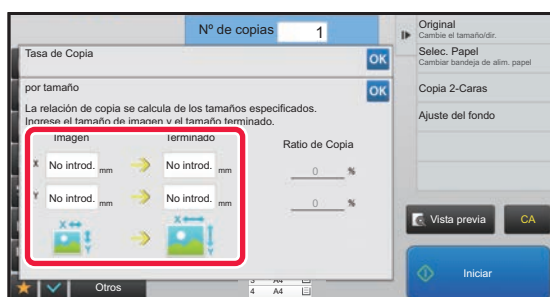 Nº de copias 1
Tasa de Copia
OK
por tamaño
OK
La relación de copia se calcula de los tamaños especificados.
Ingrese el tamaño de imagen y el tamaño terminado.
Imagen
Terminado
Ratio de Copia
X No introd. mm No introd. mm 0 %
Y No introd. mm No introd. mm 0 %
X Y X Y
Otros
3 A4
4 A4
Original
Cambie el tamaño/dir.
Selec. Papel
Cambiar bandeja de alim. papel
Copia 2-Caras
Ajuste del fondo
Vista previa
CA
Iniciar